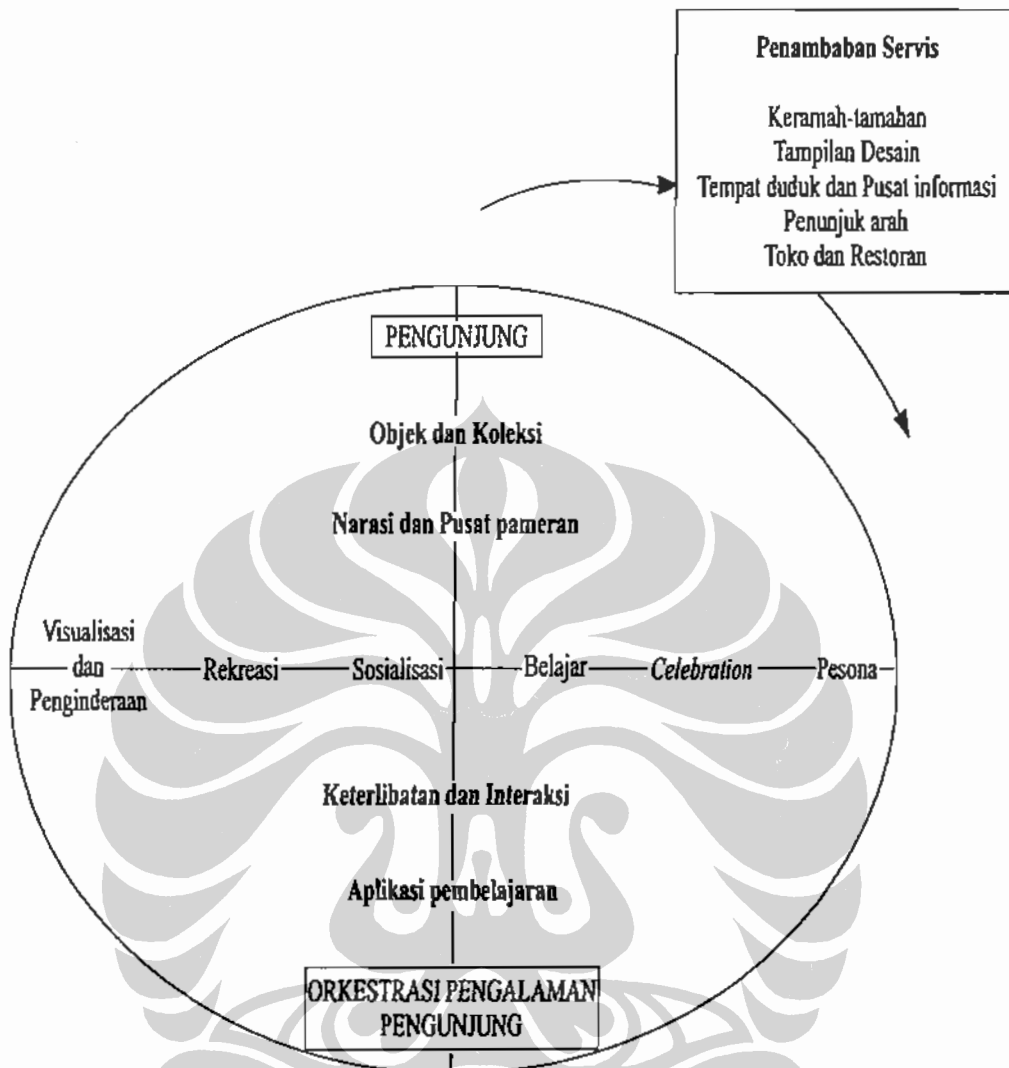 Penambaban Servis
Keramah-tamahan
Tampilan Desain
Tempat duduk dan Pusat informasi
Penunjuk arah
Toko dan Restoran
PENGUNJUNG
Objek dan Koleksi
Narasi dan Pusat pameran
Visualisasi
dan
Penginderaan
Rekreasi
Sosialisasi
Belajar
Celebration
Pesona
Keterlibatan dan Interaksi
Aplikasi pembelajaran
ORKESTRASI PENGALAMAN
PENGUNJUNG